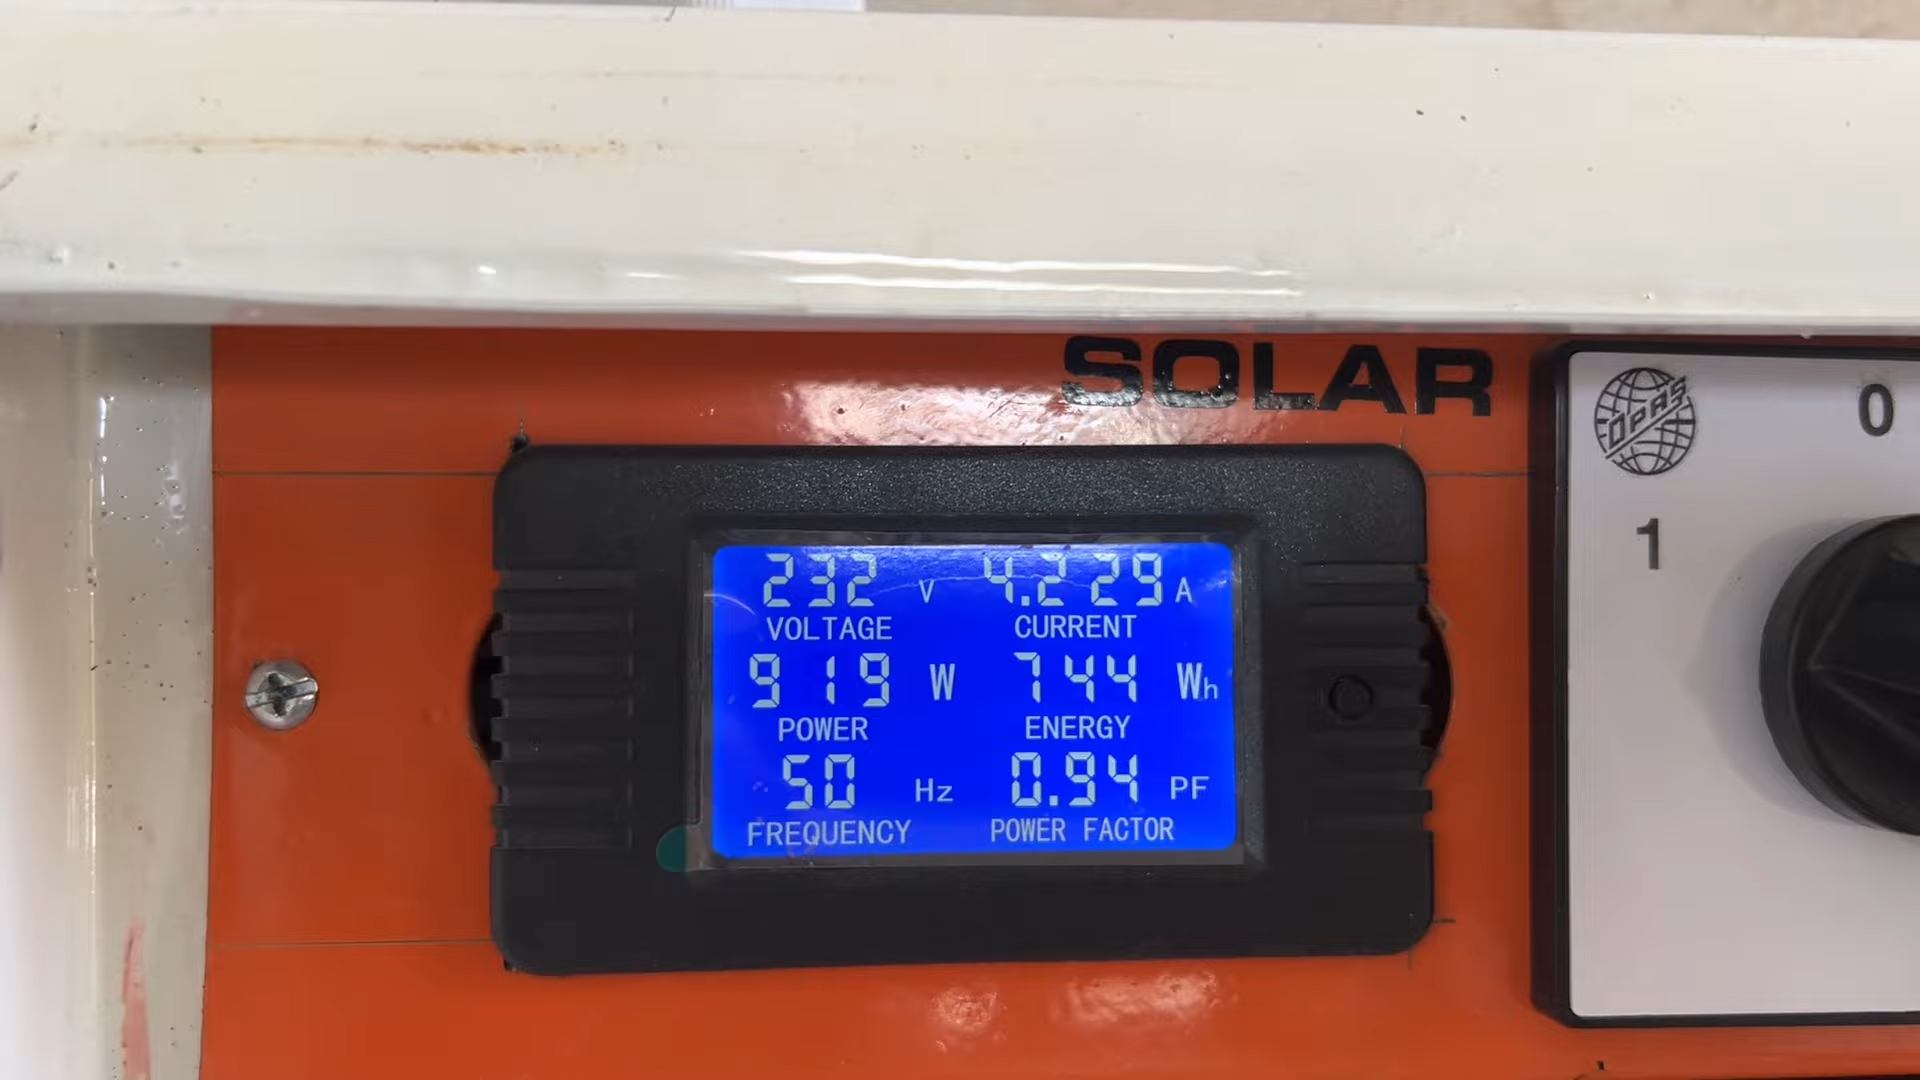 SOLAR
OPAS
0
1
232 V 4.229 A
VOLTAGE CURRENT
919 W 744 Wh
POWER ENERGY
50 Hz 0.94 PF
FREQUENCY POWER FACTOR